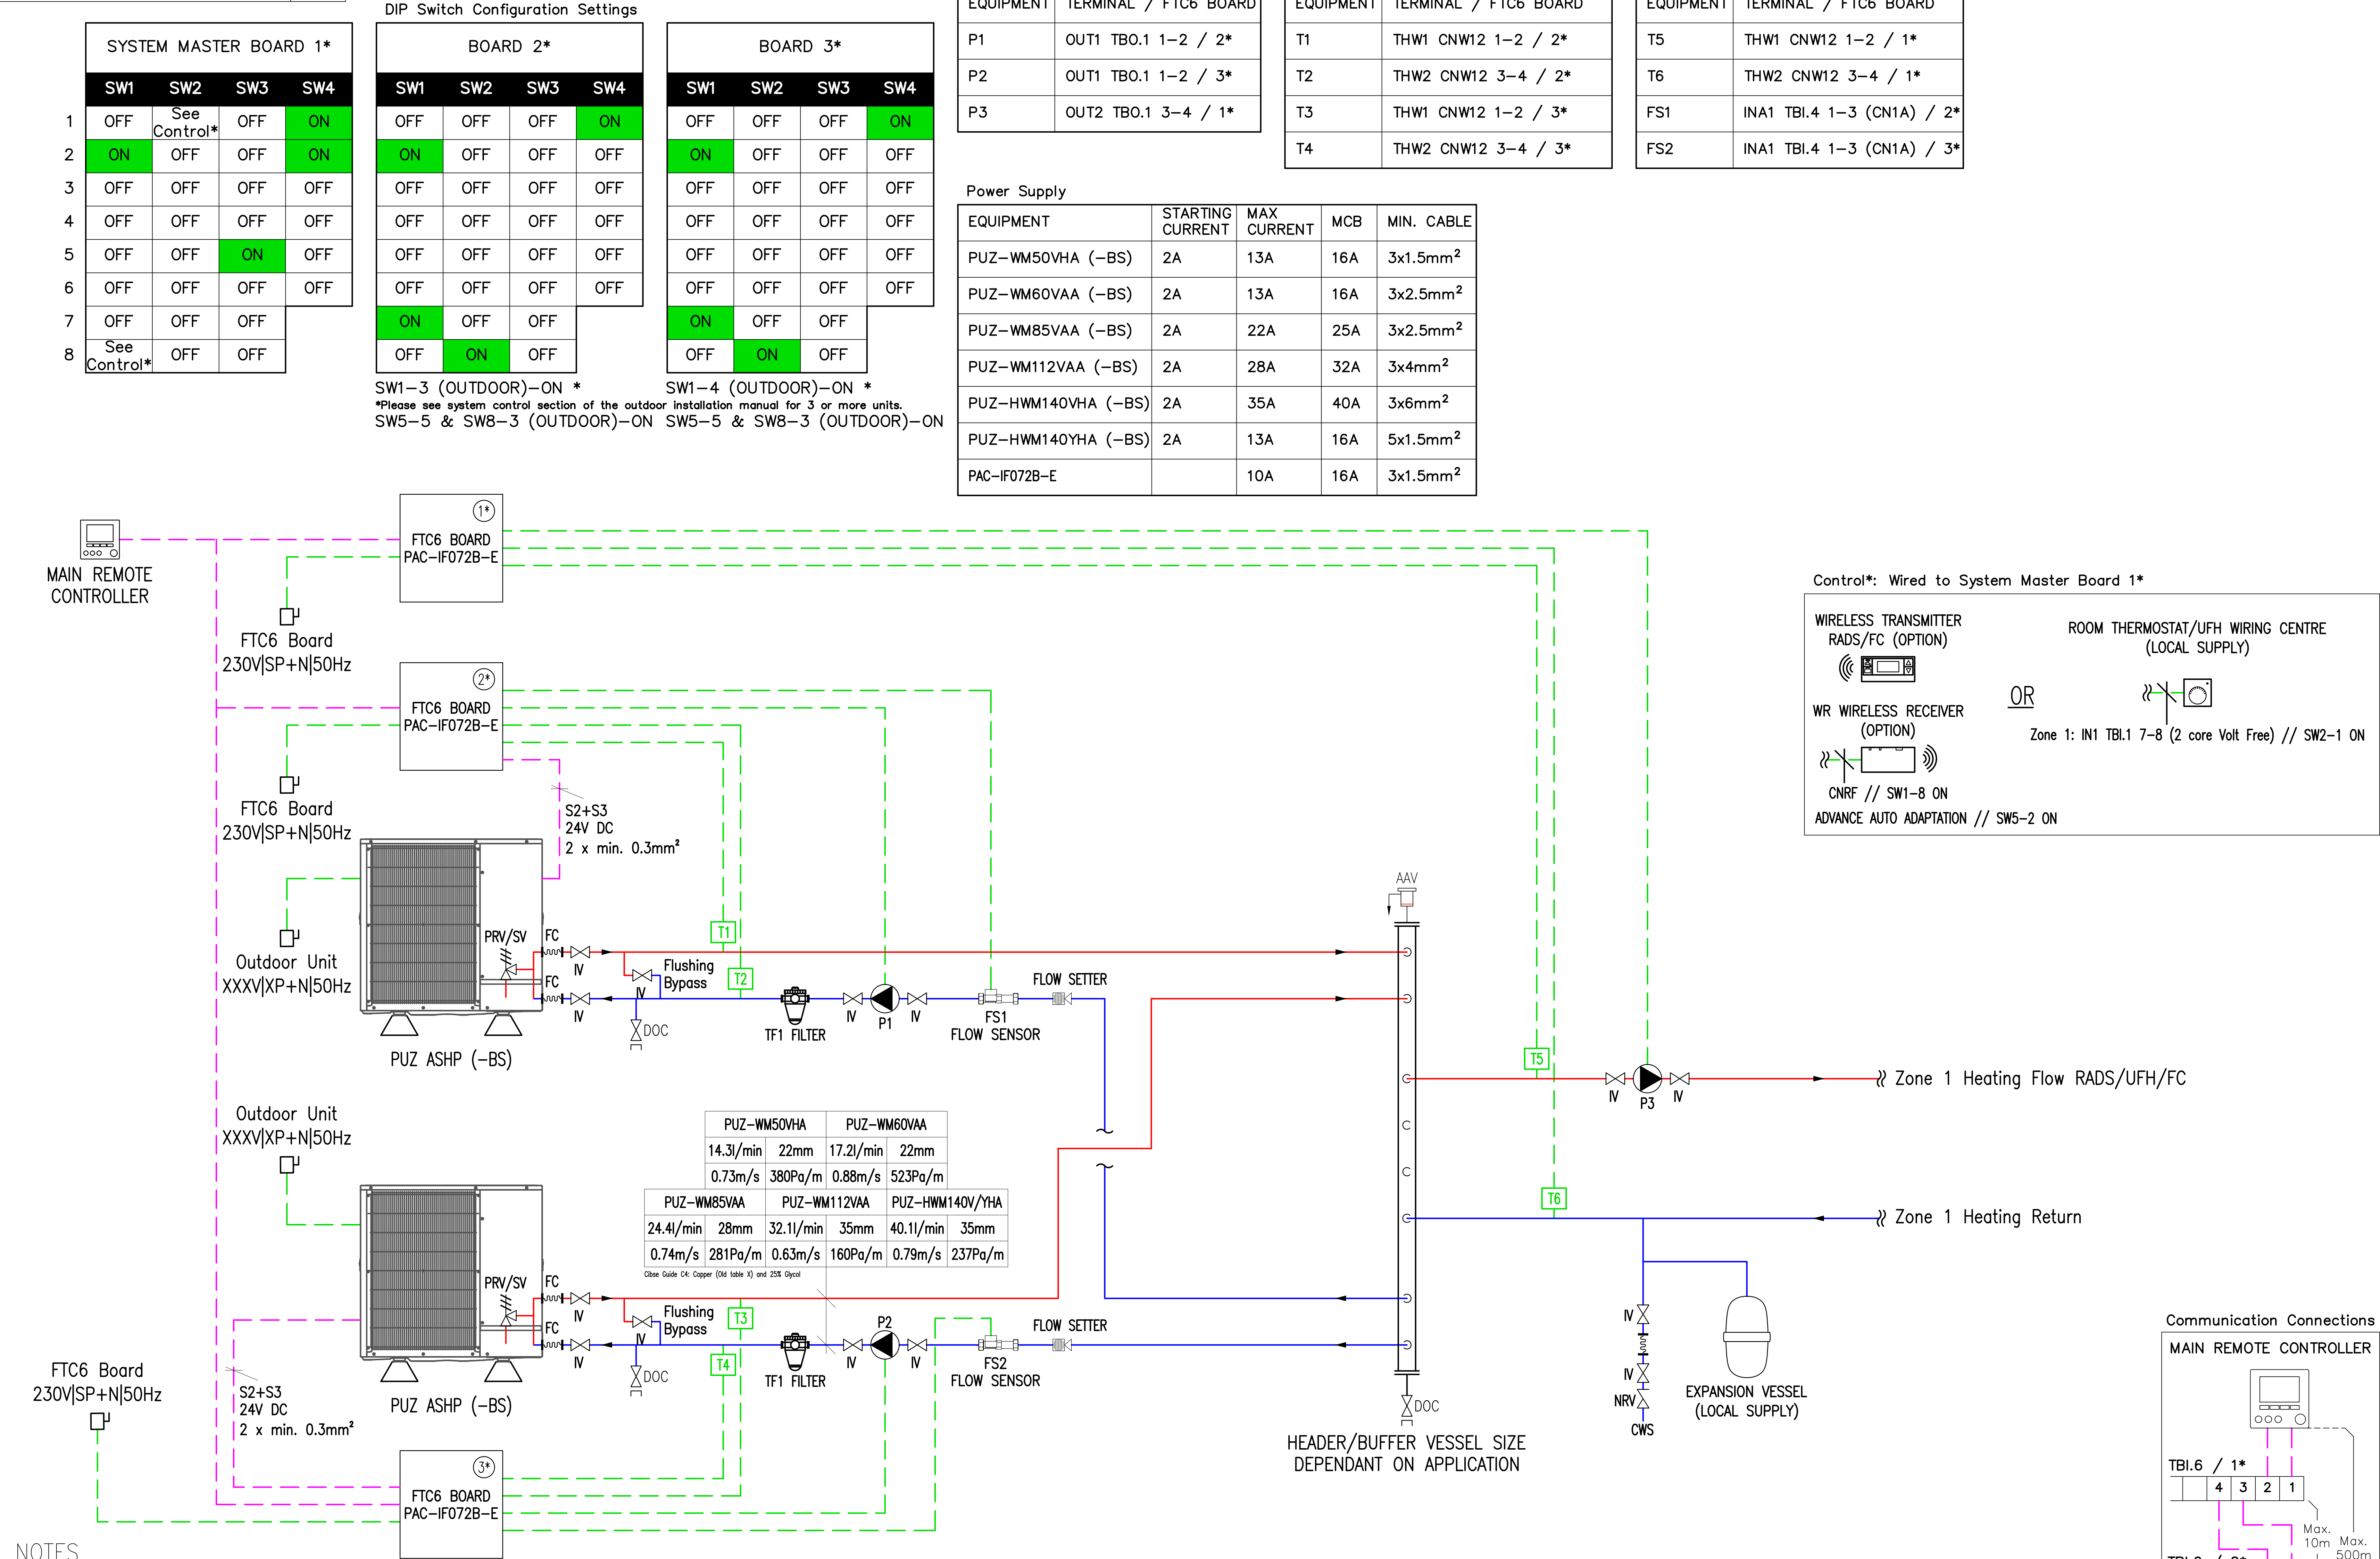 DIP Switch Configuration Settings
SYSTEM MASTER BOARD 1*
SW1 SW2 SW3 SW4
1 OFF See Control* OFF ON
2 ON OFF OFF ON
3 OFF OFF OFF OFF
4 OFF OFF OFF OFF
5 OFF OFF ON OFF
6 OFF OFF OFF OFF
7 OFF OFF OFF
8 See Control* OFF OFF
BOARD 2*
SW1 SW2 SW3 SW4
OFF OFF OFF ON
ON OFF OFF OFF
OFF OFF OFF OFF
OFF OFF OFF OFF
OFF OFF OFF OFF
OFF OFF OFF OFF
ON OFF OFF
OFF ON OFF
BOARD 3*
SW1 SW2 SW3 SW4
OFF OFF OFF ON
ON OFF OFF OFF
OFF OFF OFF OFF
OFF OFF OFF OFF
OFF OFF OFF OFF
OFF OFF OFF OFF
ON OFF OFF
OFF ON OFF
SW1-3 (OUTDOOR)-ON * SW1-4 (OUTDOOR)-ON *
*Please see system control section of the outdoor installation manual for 3 or more units.
SW5-5 & SW8-3 (OUTDOOR)-ON SW5-5 & SW8-3 (OUTDOOR)-ON
EQUIPMENT TERMINAL / FTC6 BOARD
P1 OUT1 TBO.1 1-2 / 2*
P2 OUT1 TBO.1 1-2 / 3*
P3 OUT2 TBO.1 3-4 / 1*
EQUIPMENT TERMINAL / FTC6 BOARD
T1 THW1 CNW12 1-2 / 2*
T2 THW2 CNW12 3-4 / 2*
T3 THW1 CNW12 1-2 / 3*
T4 THW2 CNW12 3-4 / 3*
EQUIPMENT TERMINAL / FTC6 BOARD
T5 THW1 CNW12 1-2 / 1*
T6 THW2 CNW12 3-4 / 1*
FS1 INA1 TBI.4 1-3 (CN1A) / 2*
FS2 INA1 TBI.4 1-3 (CN1A) / 3*
Power Supply
EQUIPMENT STARTING CURRENT MAX CURRENT MCB MIN. CABLE
PUZ-WM50VHA (-BS) 2A 13A 16A 3x1.5mm²
PUZ-WM60VAA (-BS) 2A 13A 16A 3x2.5mm²
PUZ-WM85VAA (-BS) 2A 22A 25A 3x2.5mm²
PUZ-WM112VAA (-BS) 2A 28A 32A 3x4mm²
PUZ-HWM140VHA (-BS) 2A 35A 40A 3x6mm²
PUZ-HWM140YHA (-BS) 2A 13A 16A 5x1.5mm²
PAC-IF072B-E 10A 16A 3x1.5mm²
MAIN REMOTE
CONTROLLER
1*
FTC6 BOARD
PAC-IF072B-E
FTC6 Board
230V|SP+N|50Hz
2*
FTC6 BOARD
PAC-IF072B-E
FTC6 Board
230V|SP+N|50Hz
S2+S3
24V DC
2 x min. 0.3mm²
Outdoor Unit
XXXV|XP+N|50Hz
PRV/SV
FC
IV
FC
IV
Flushing
Bypass
IV
DOC
T1
T2
TF1 FILTER
IV
P1
IV
FS1
FLOW SENSOR
FLOW SETTER
PUZ ASHP (-BS)
AAV
Control*: Wired to System Master Board 1*
WIRELESS TRANSMITTER
RADS/FC (OPTION)
WR WIRELESS RECEIVER
(OPTION)
CNRF // SW1-8 ON
ADVANCE AUTO ADAPTATION // SW5-2 ON
OR
ROOM THERMOSTAT/UFH WIRING CENTRE
(LOCAL SUPPLY)
Zone 1: IN1 TBI.1 7-8 (2 core Volt Free) // SW2-1 ON
T5
IV
P3
IV
Zone 1 Heating Flow RADS/UFH/FC
T6
Zone 1 Heating Return
Outdoor Unit
XXXV|XP+N|50Hz
PUZ-WM50VHA PUZ-WM60VAA
14.3l/min 22mm 17.2l/min 22mm
0.73m/s 380Pa/m 0.88m/s 523Pa/m
PUZ-WM85VAA PUZ-WM112VAA PUZ-HWM140V/YHA
24.4l/min 28mm 32.1l/min 35mm 40.1l/min 35mm
0.74m/s 281Pa/m 0.63m/s 160Pa/m 0.79m/s 237Pa/m
Cibse Guide C4: Copper (Old table X) and 25% Glycol
PRV/SV
FC
IV
FC
IV
Flushing
Bypass
IV
DOC
T3
T4
TF1 FILTER
IV
P2
IV
FS2
FLOW SENSOR
FLOW SETTER
PUZ ASHP (-BS)
FTC6 Board
230V|SP+N|50Hz
S2+S3
24V DC
2 x min. 0.3mm²
3*
FTC6 BOARD
PAC-IF072B-E
DOC
HEADER/BUFFER VESSEL SIZE
DEPENDANT ON APPLICATION
IV
IV
NRV
CWS
EXPANSION VESSEL
(LOCAL SUPPLY)
Communication Connections
MAIN REMOTE CONTROLLER
TBI.6 / 1*
4 3 2 1
Max.
10m
Max.
500m
NOTES